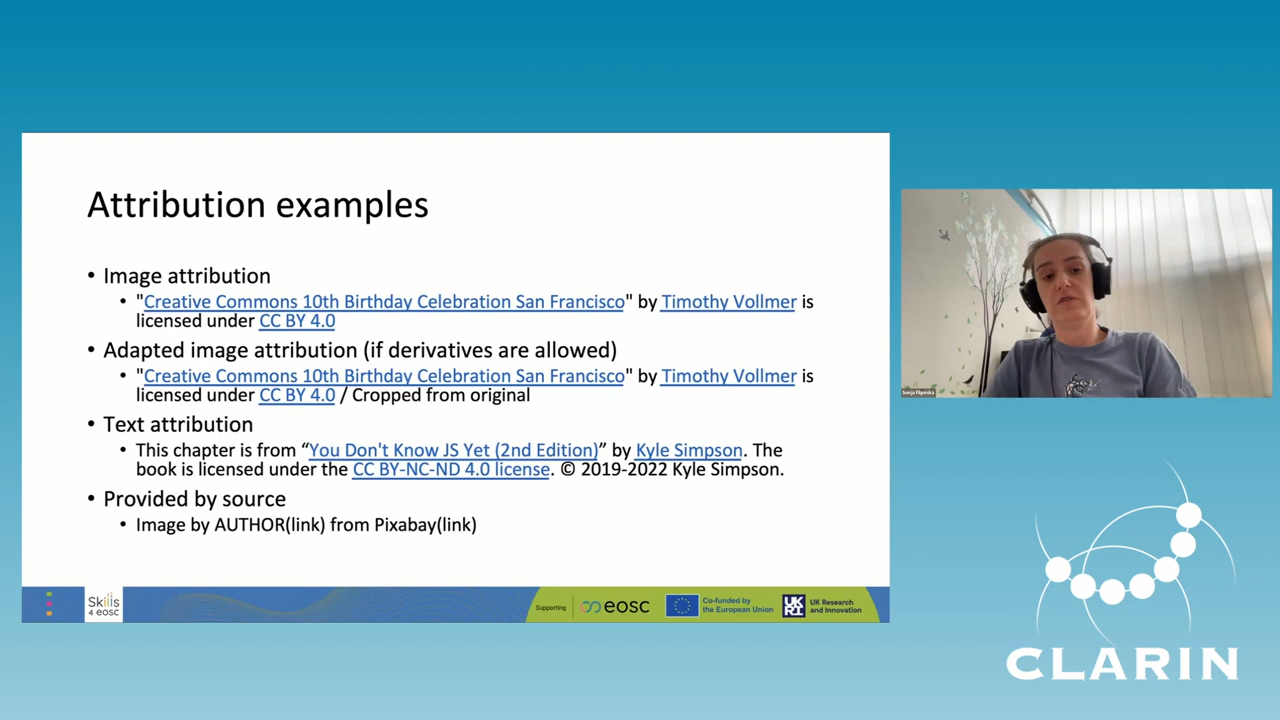 Attribution examples
• Image attribution
• "Creative Commons 10th Birthday Celebration San Francisco" by Timothy Vollmer is
licensed under CC BY 4.0
• Adapted image attribution (if derivatives are allowed)
• "Creative Commons 10th Birthday Celebration San Francisco" by Timothy Vollmer is
licensed under CC BY 4.0 / Cropped from original
• Text attribution
• This chapter is from “You Don't Know JS Yet (2nd Edition)” by Kyle Simpson. The
book is licensed under the CC BY-NC-ND 4.0 license. © 2019-2022 Kyle Simpson.
• Provided by source
• Image by AUTHOR(link) from Pixabay(link)
Skills
4 eosc
Supporting
eosc
Co-funded by
the European Union
UKRI
UK Research
and Innovation
Sonja Filiposka
CLARIN